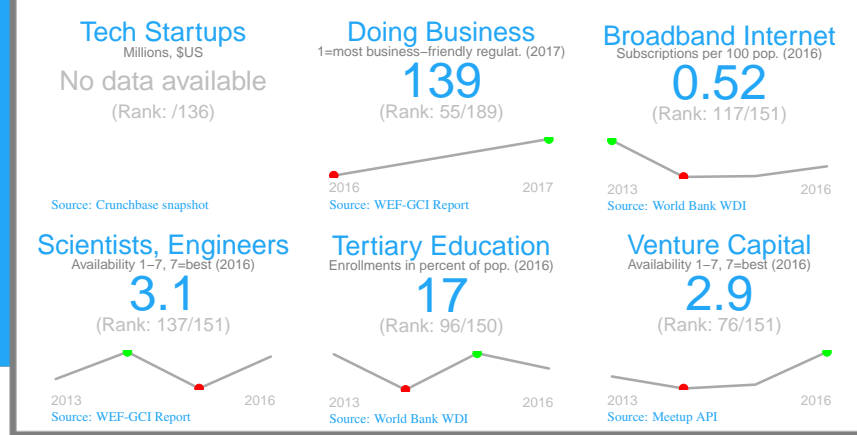 Tech Startups
Millions, $US
No data available
(Rank: /136)
Source: Crunchbase snapshot
Doing Business
1=most business−friendly regulat. (2017)
139
(Rank: 55/189)
2016 2017
Source: WEF-GCI Report
Broadband Internet
Subscriptions per 100 pop. (2016)
0.52
(Rank: 117/151)
2013 2016
Source: World Bank WDI
Scientists, Engineers
Availability 1−7, 7=best (2016)
3.1
(Rank: 137/151)
2013 2016
Source: WEF-GCI Report
Tertiary Education
Enrollments in percent of pop. (2016)
17
(Rank: 96/150)
2013 2016
Source: World Bank WDI
Venture Capital
Availability 1−7, 7=best (2016)
2.9
(Rank: 76/151)
2013 2016
Source: Meetup API